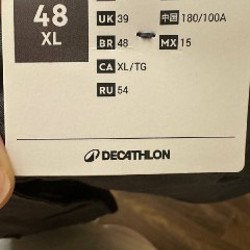 48
XL
UK 39
中国 180/100A
BR 48
MX 15
CA XL/TG
RU 54
DECATHLON